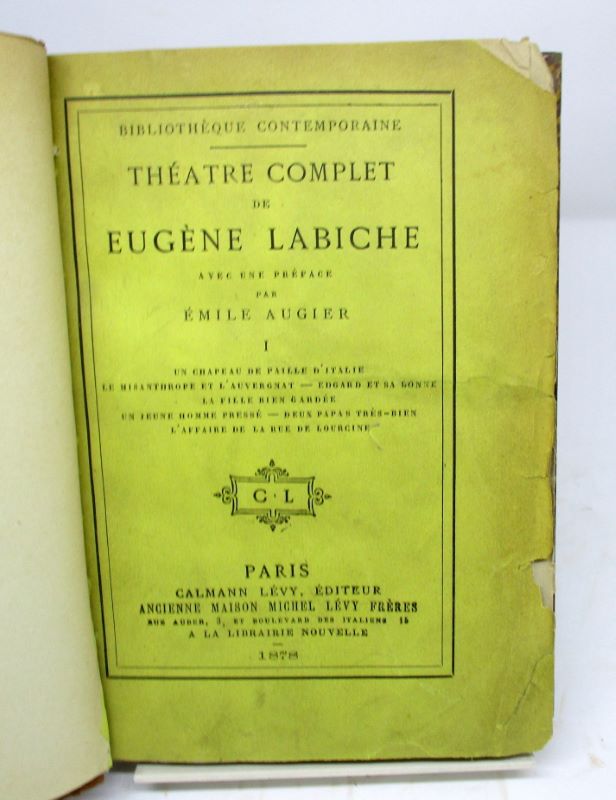 BIBLIOTHÈQUE CONTEMPORAINE
THÉATRE COMPLET
DE
EUGÈNE LABICHE
AVEC UNE PRÉFACE
PAR
ÉMILE AUGIER
I
UN CHAPEAU DE PAILLE D'ITALIE
LE MISANTHROPE ET L'AUVERGNAT — EDGARD ET SA BONNE
LA FILLE BIEN GARDÉE
UN JEUNE HOMME PRESSÉ — DEUX PAPAS TRÈS-BIEN
L'AFFAIRE DE LA RUE DE LOURCINE
C · L
PARIS
CALMANN LÉVY, ÉDITEUR
ANCIENNE MAISON MICHEL LÉVY FRÈRES
RUE AUBER, 3, ET BOULEVARD DES ITALIENS 15
A LA LIBRAIRIE NOUVELLE
1878